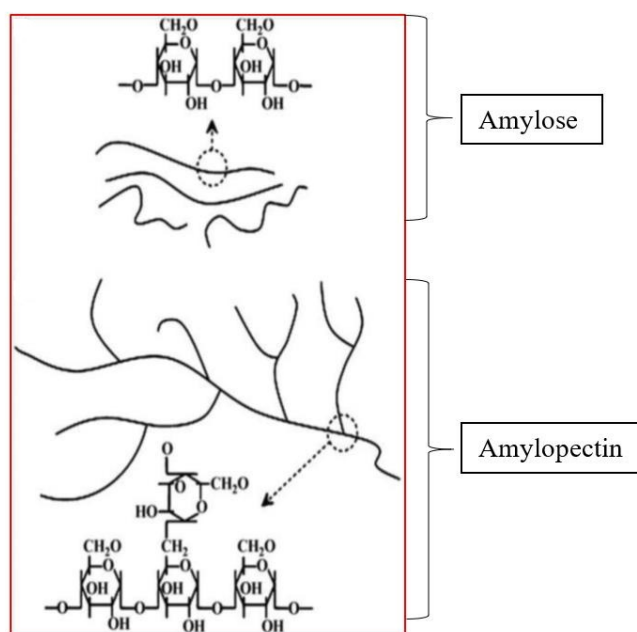 CH₂O CH₂O
O O
OH OH
O O O
OH OH
Amylose
Amylopectin
O
O CH₂O
HO O
CH₂O CH₂ CH₂O
O O O
OH OH OH
O O O O
OH OH OH